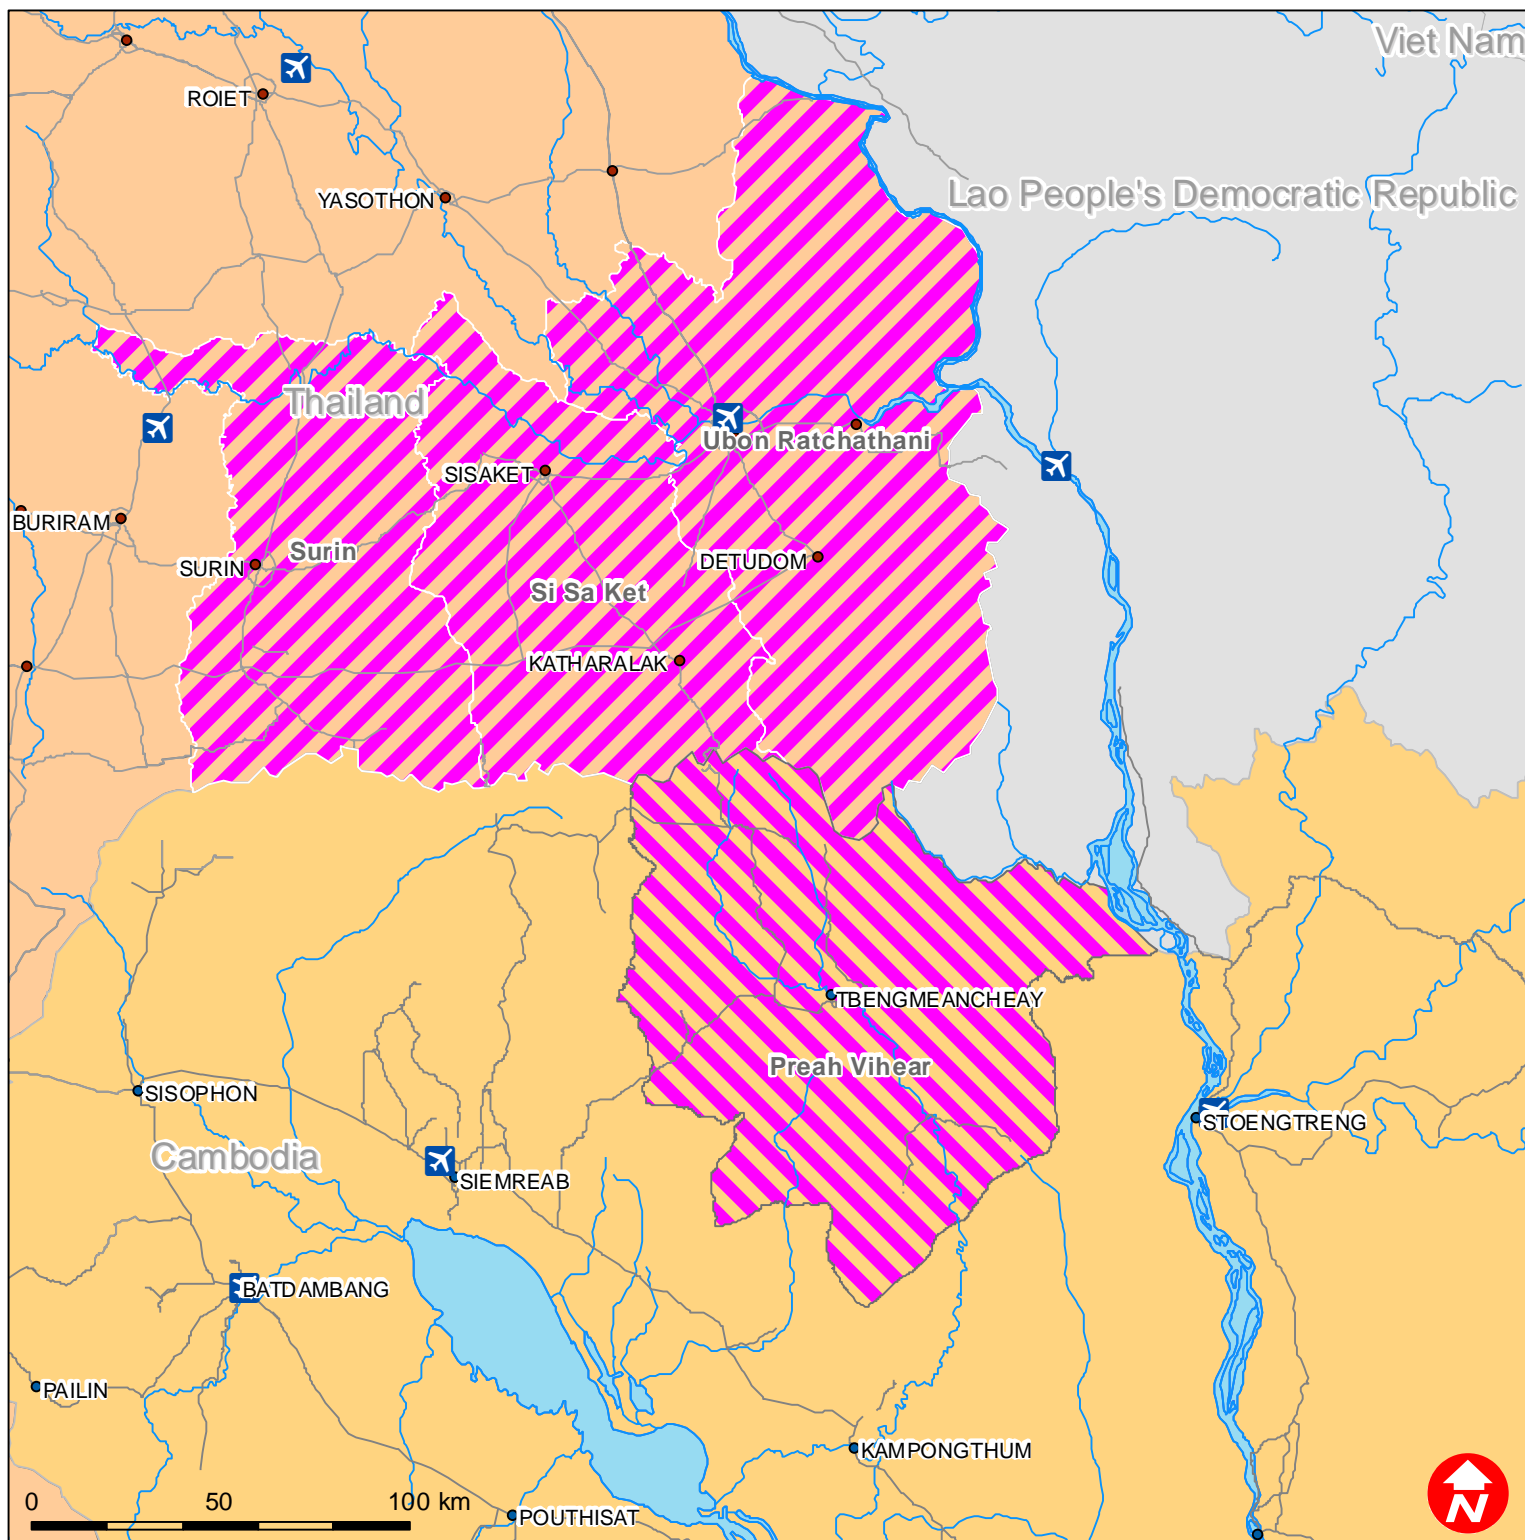 Viet Nam
ROIET
YASOTHON
Lao People's Democratic Republic
Thailand
Ubon Ratchathani
SISAKET
BURIRAM
Surin
SURIN
DETUDOM
Si Sa Ket
KATHARALAK
TBENGMEANCHEAY
Preah Vihear
SISOPHON
STOENGTRENG
Cambodia
SIEMREAB
BATDAMBANG
PAILIN
KAMPONGTHUM
0 50 100 km
N
POUTHISAT